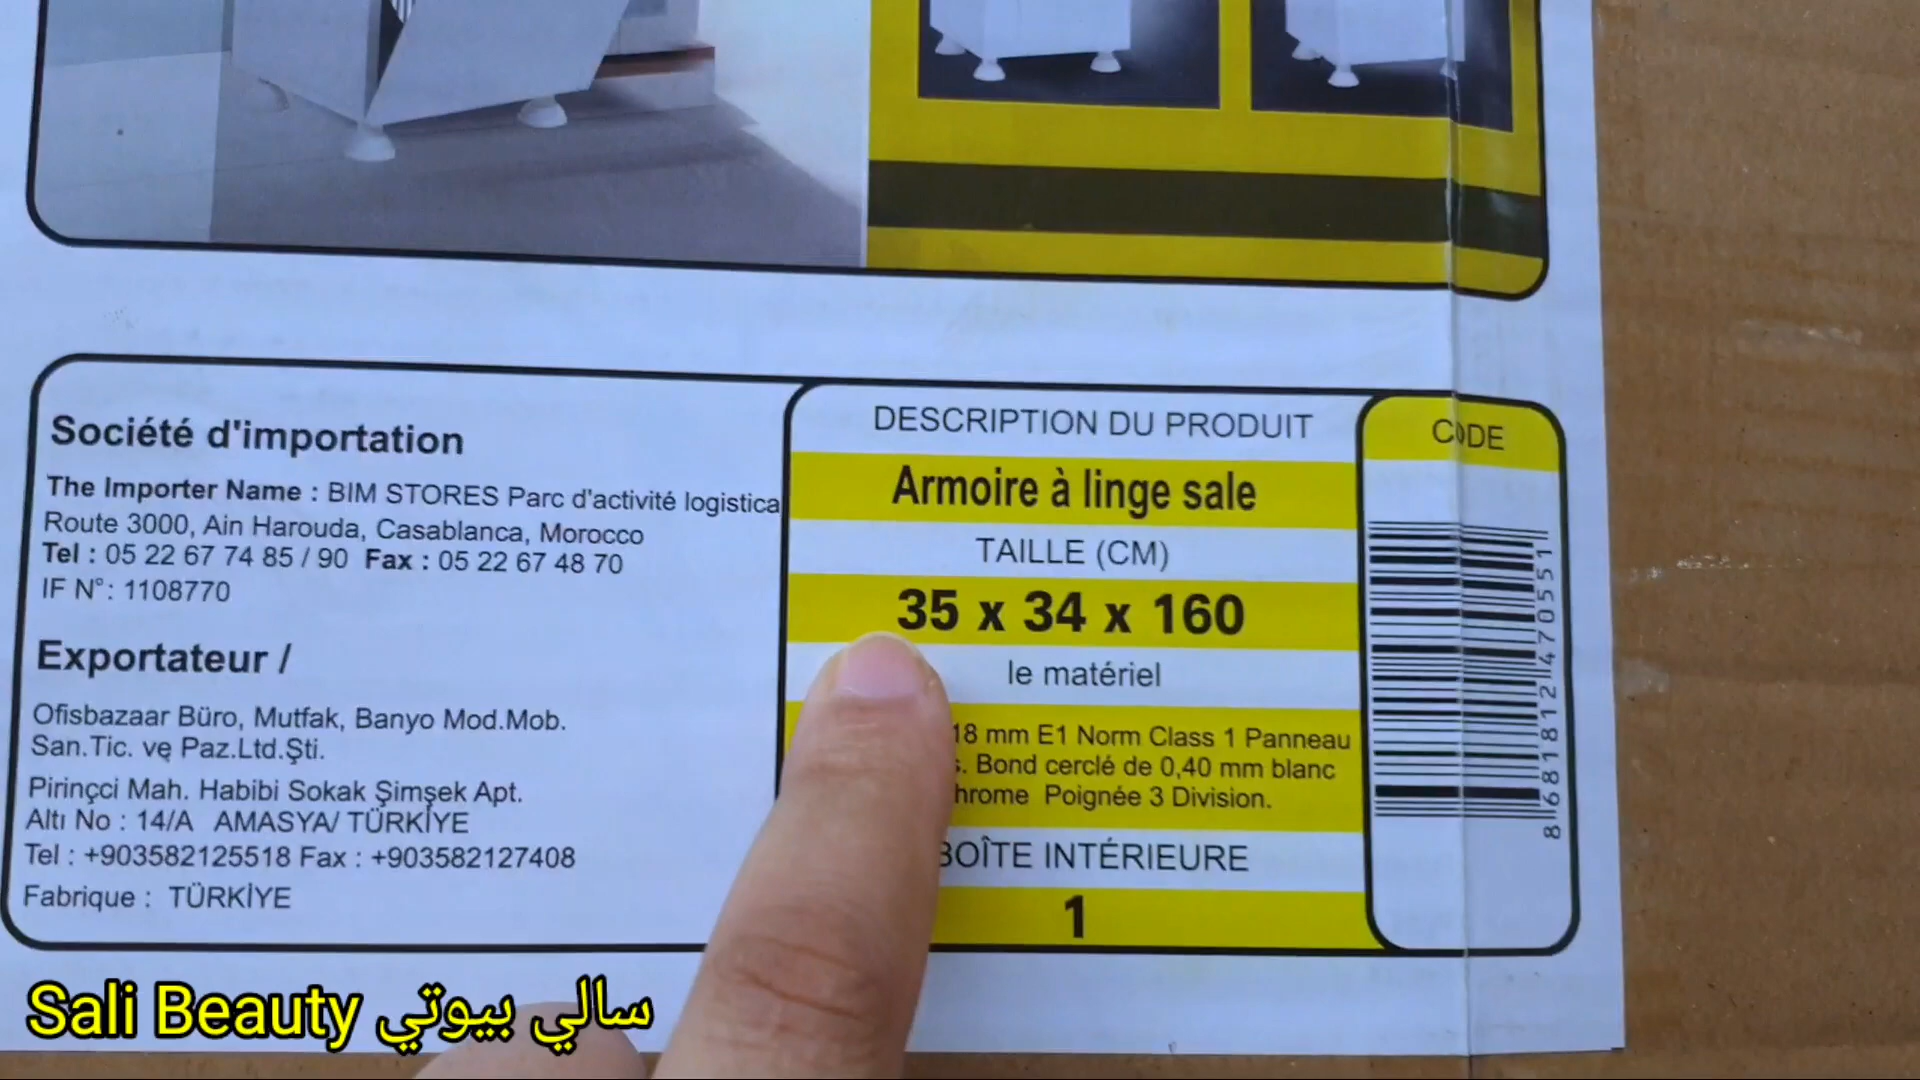 Société d'importation
The Importer Name : BIM STORES Parc d'activité logistica
Route 3000, Ain Harouda, Casablanca, Morocco
Tel : 05 22 67 74 85 / 90 Fax : 05 22 67 48 70
IF N° : 1108770
Exportateur /
Ofisbazaar Büro, Mutfak, Banyo Mod.Mob.
San.Tic. vę Paz.Ltd.Şti.
Pirinçci Mah. Habibi Sokak Şimşek Apt.
Altı No : 14/A AMASYA/ TÜRKİYE
Tel : +903582125518 Fax : +903582127408
Fabrique : TÜRKİYE
DESCRIPTION DU PRODUIT
Armoire à linge sale
TAILLE (CM)
35 x 34 x 160
le matériel
18 mm E1 Norm Class 1 Panneau
Bond cerclé de 0,40 mm blanc
Poignée 3 Division.
BOÎTE INTÉRIEURE
1
CODE
8681812470551
Sali Beauty سالي بيوتي